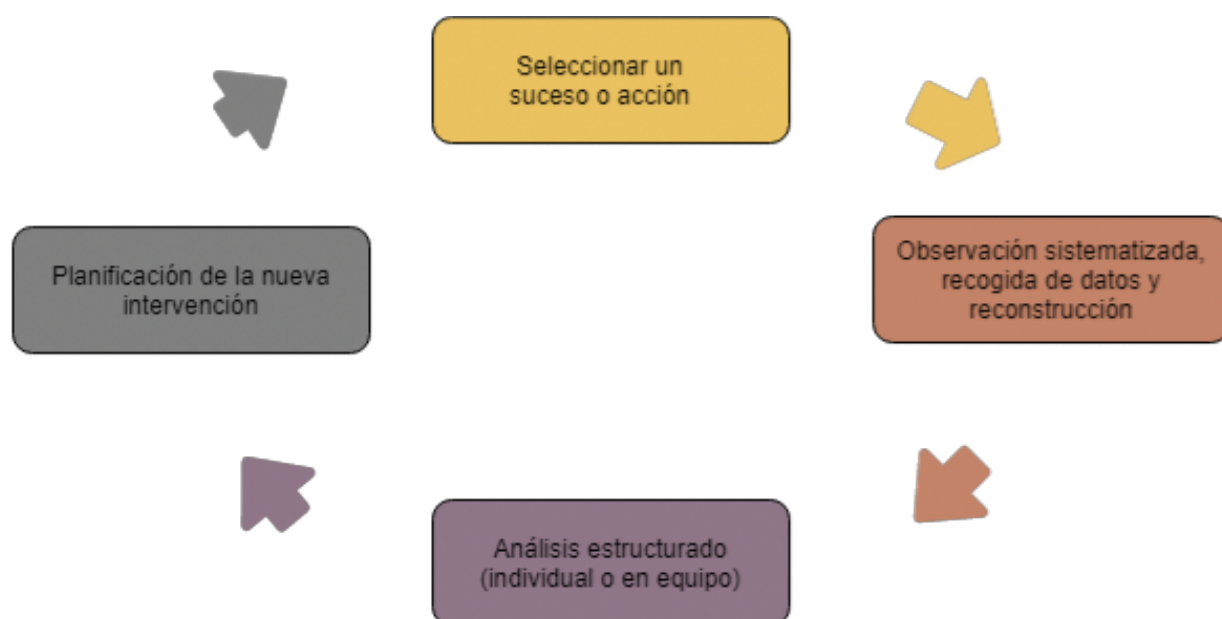 Seleccionar un
suceso o acción
Observación sistematizada,
recogida de datos y
reconstrucción
Análisis estructurado
(individual o en equipo)
Planificación de la nueva
intervención